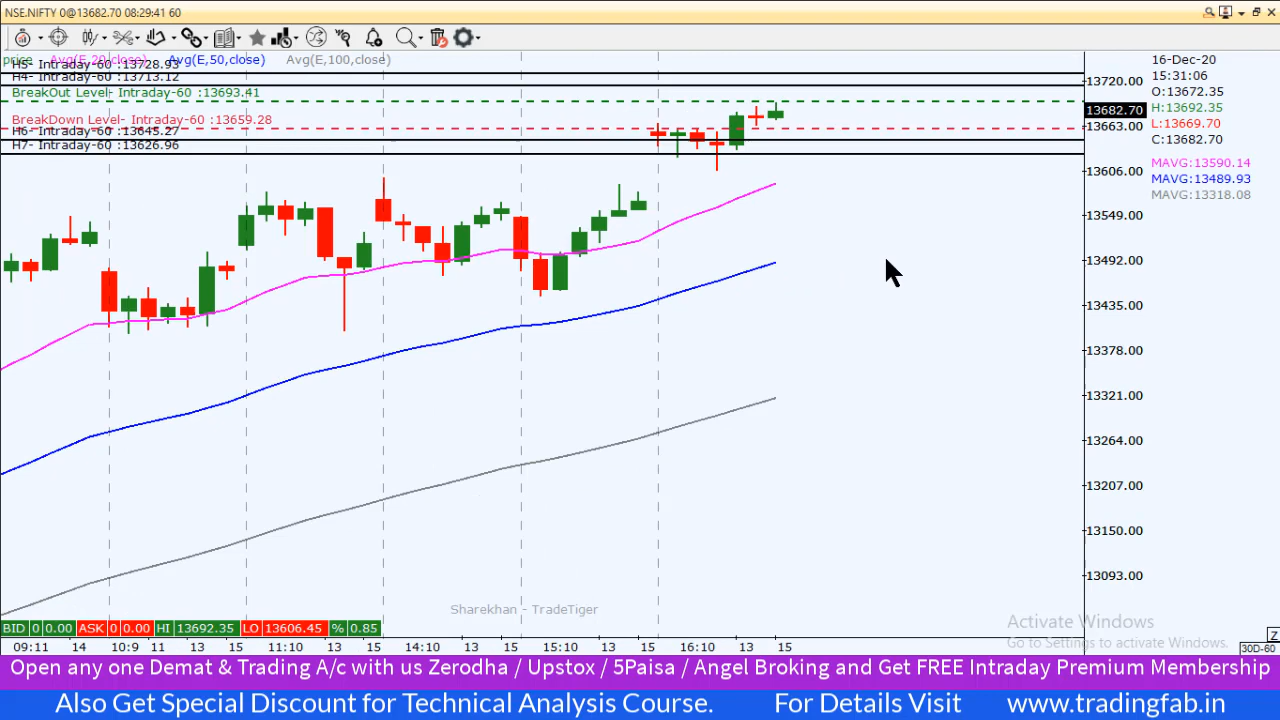 NSE.NIFTY 0@13682.70 08:29:41 60
price Avg(E,20,close) Avg(E,50,close) Avg(E,100,close)
H5- Intraday-60 :13728.93
H4- Intraday-60 :13713.12
BreakOut Level- Intraday-60 :13693.41
BreakDown Level- Intraday-60 :13659.28
H6- Intraday-60 :13645.27
H7- Intraday-60 :13626.96
13720.00
13682.70
13663.00
13606.00
13549.00
13492.00
13435.00
13378.00
13321.00
13264.00
13207.00
13150.00
13093.00
16-Dec-20
15:31:06
O:13672.35
H:13692.35
L:13669.70
C:13682.70
MAVG:13590.14
MAVG:13489.93
MAVG:13318.08
Sharekhan - TradeTiger
Activate Windows
Go to Settings to activate Windows.
BID 0 0.00 ASK 0 0.00 HI 13692.35 LO 13606.45 % 0.85
09:11 14 10:9 11 13 15 11:10 13 15 14:10 13 15 15:10 13 15 16:10 13 15
Z
30D-60
Open any one Demat & Trading A/c with us Zerodha / Upstox / 5Paisa / Angel Broking and Get FREE Intraday Premium Membership
Also Get Special Discount for Technical Analysis Course. For Details Visit www.tradingfab.in